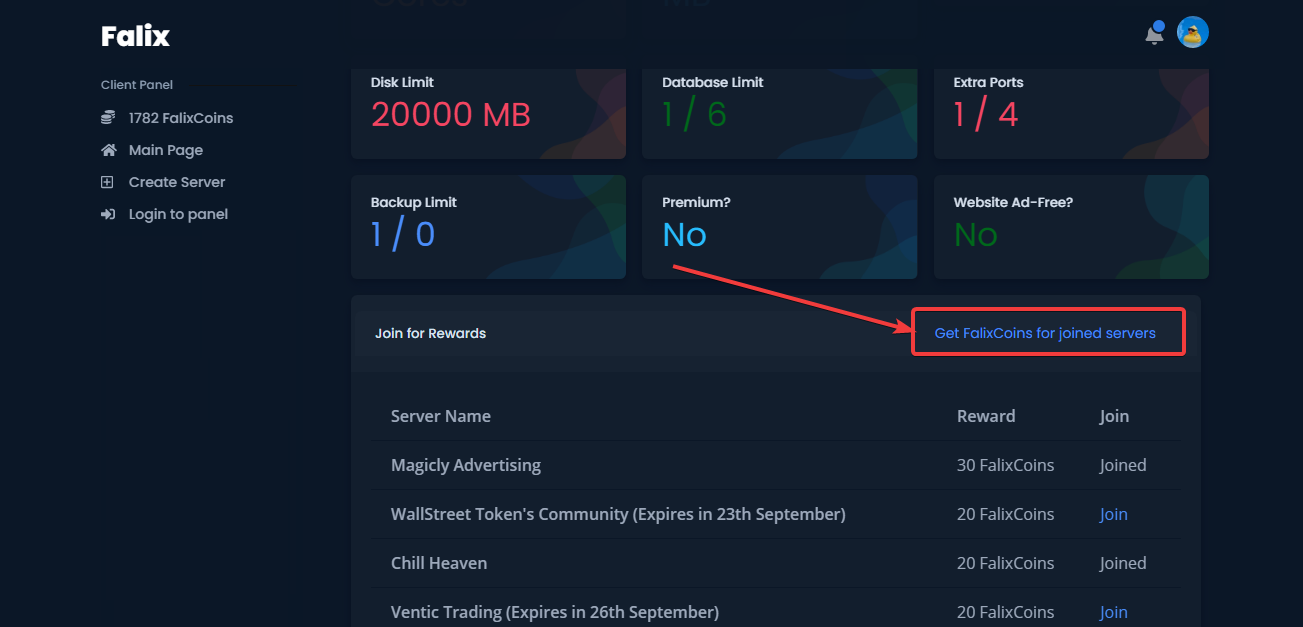 Falix
Client Panel
1782 FalixCoins
Main Page
Create Server
Login to panel
Disk Limit
20000 MB
Database Limit
1 / 6
Extra Ports
1 / 4
Backup Limit
1 / 0
Premium?
No
Website Ad-Free?
No
Join for Rewards
Get FalixCoins for joined servers
Server Name Reward Join
Magicly Advertising 30 FalixCoins Joined
WallStreet Token's Community (Expires in 23th September) 20 FalixCoins Join
Chill Heaven 20 FalixCoins Joined
Ventic Trading (Expires in 26th September) 20 FalixCoins Join